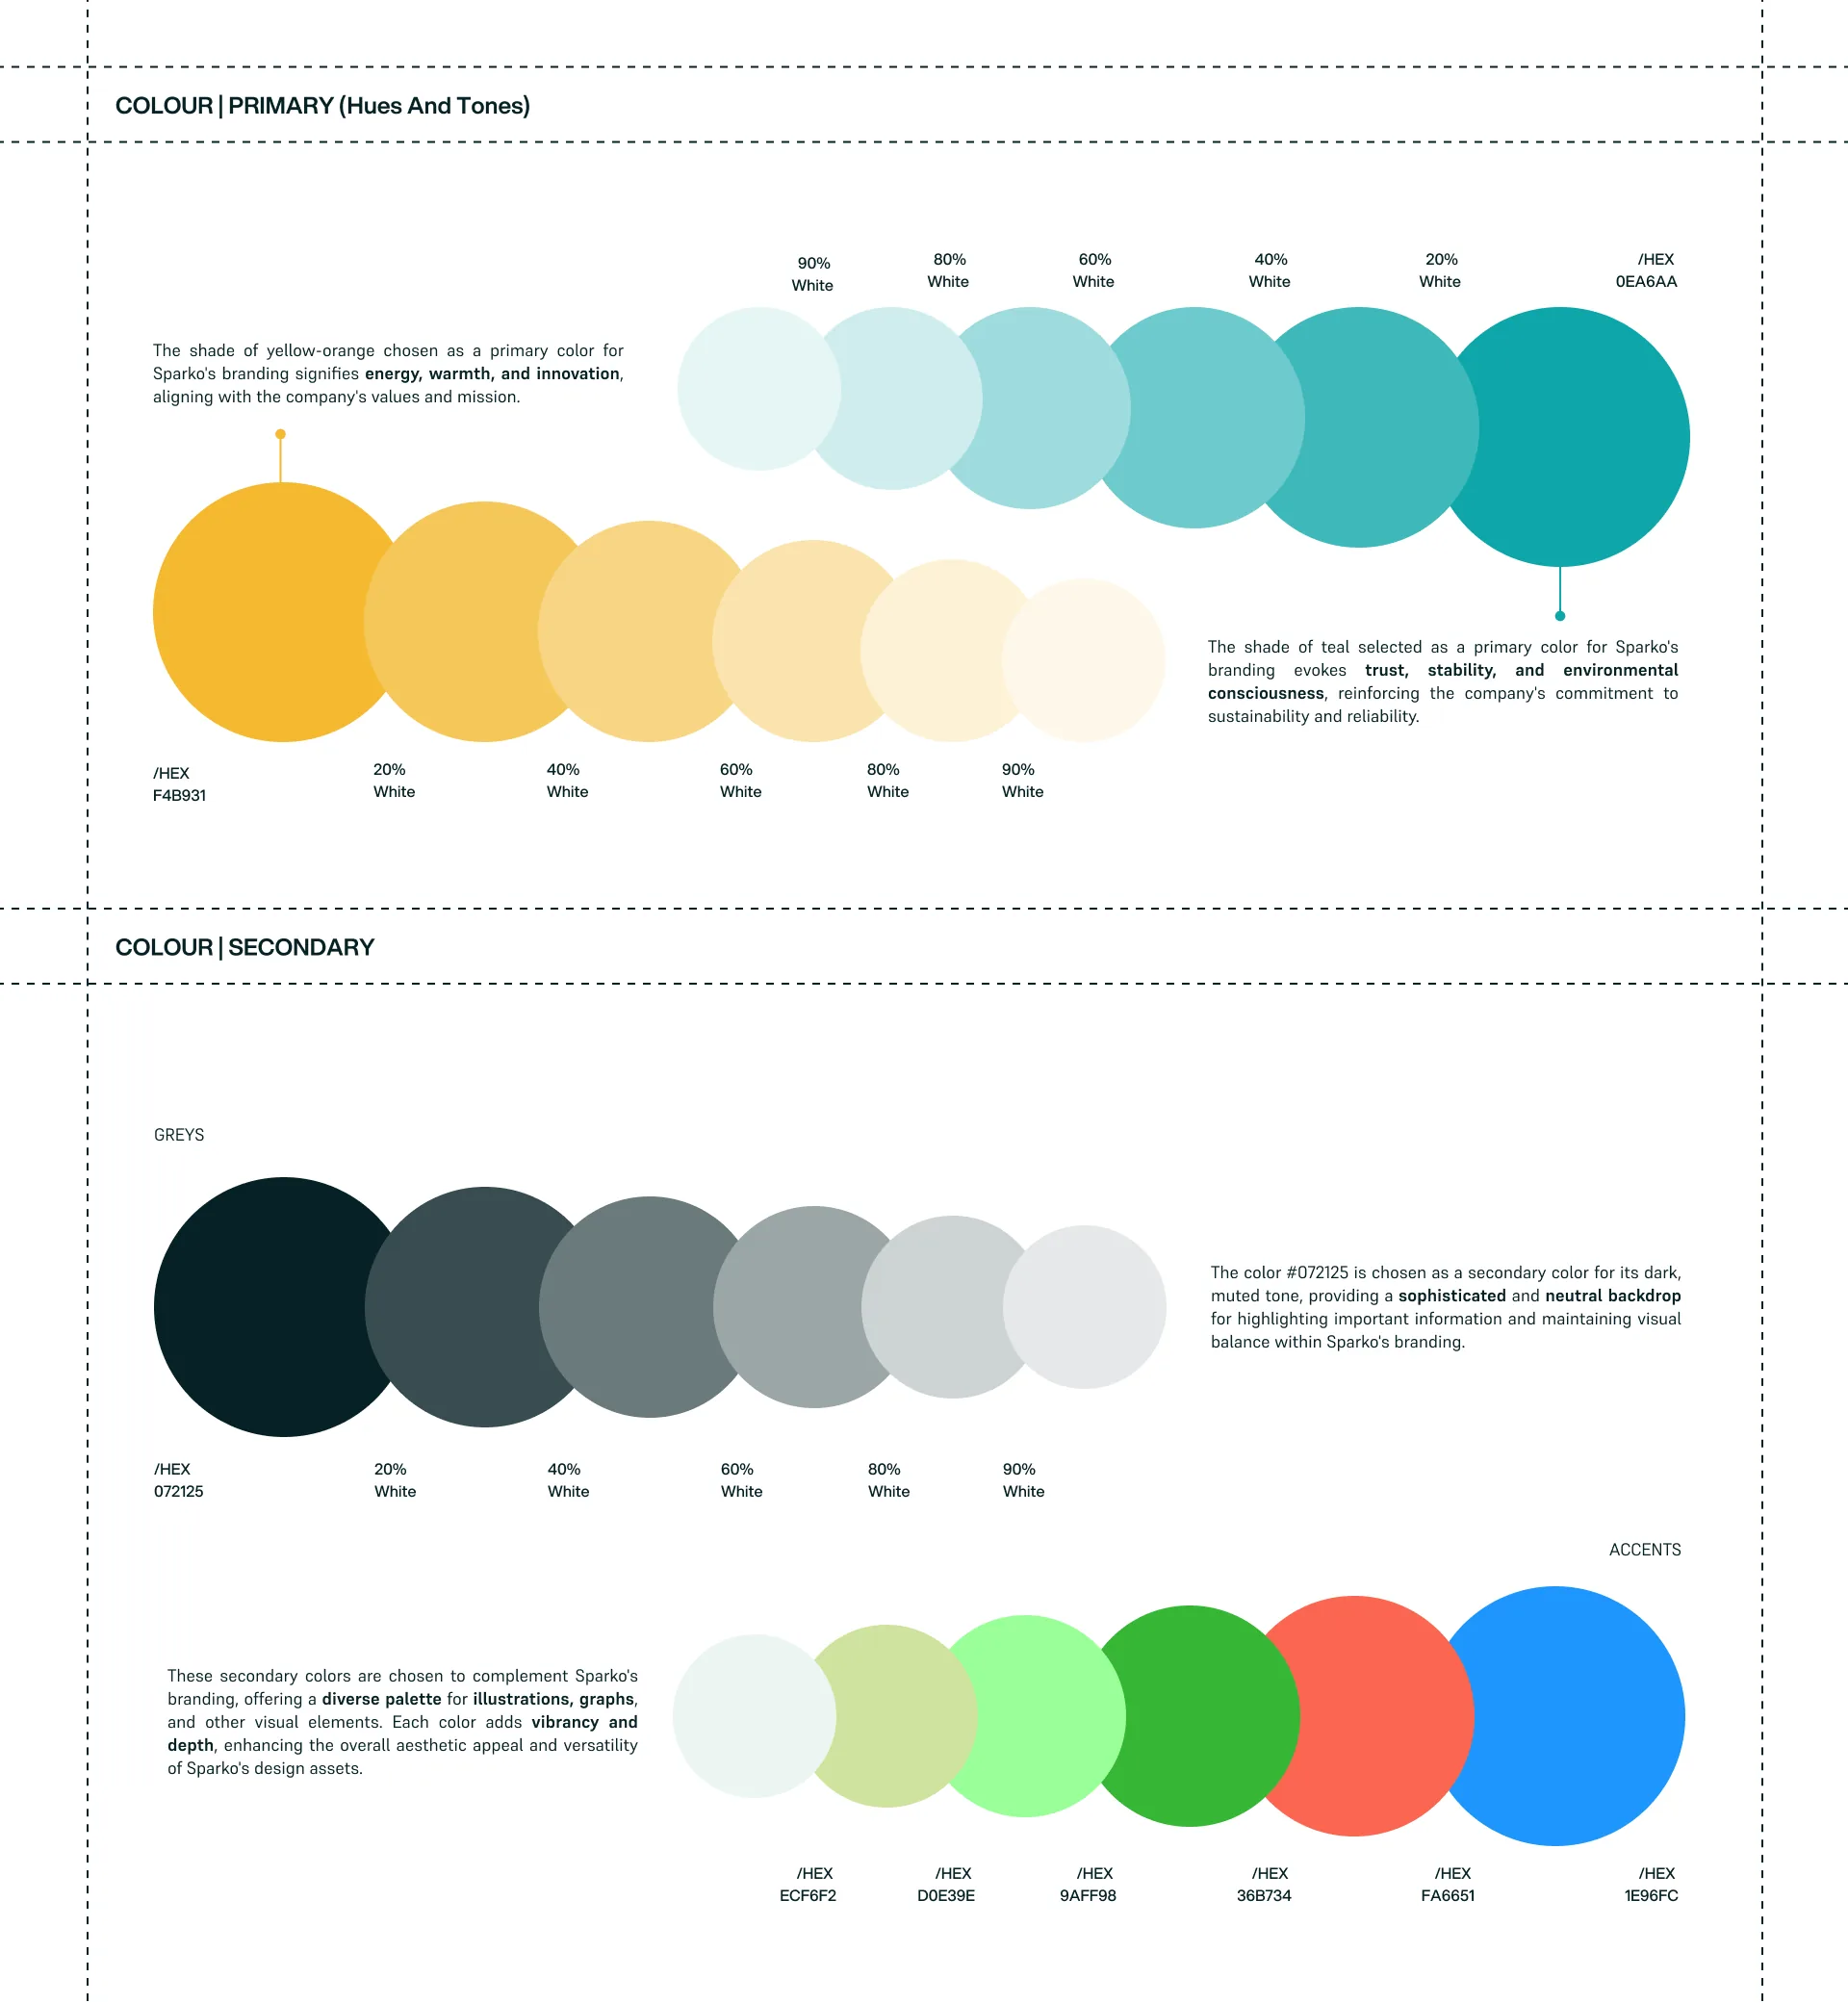 COLOUR | PRIMARY (Hues And Tones)
90%
White
80%
White
60%
White
40%
White
20%
White
/HEX
0EA6AA
The shade of yellow-orange chosen as a primary color for
Sparko's branding signifies energy, warmth, and innovation,
aligning with the company's values and mission.
The shade of teal selected as a primary color for Sparko's
branding evokes trust, stability, and environmental
consciousness, reinforcing the company's commitment to
sustainability and reliability.
/HEX
F4B931
20%
White
40%
White
60%
White
80%
White
90%
White
COLOUR | SECONDARY
GREYS
The color #072125 is chosen as a secondary color for its dark,
muted tone, providing a sophisticated and neutral backdrop
for highlighting important information and maintaining visual
balance within Sparko's branding.
/HEX
072125
20%
White
40%
White
60%
White
80%
White
90%
White
ACCENTS
These secondary colors are chosen to complement Sparko's
branding, offering a diverse palette for illustrations, graphs,
and other visual elements. Each color adds vibrancy and
depth, enhancing the overall aesthetic appeal and versatility
of Sparko's design assets.
/HEX
ECF6F2
/HEX
D0E39E
/HEX
9AFF98
/HEX
36B734
/HEX
FA6651
/HEX
1E96FC